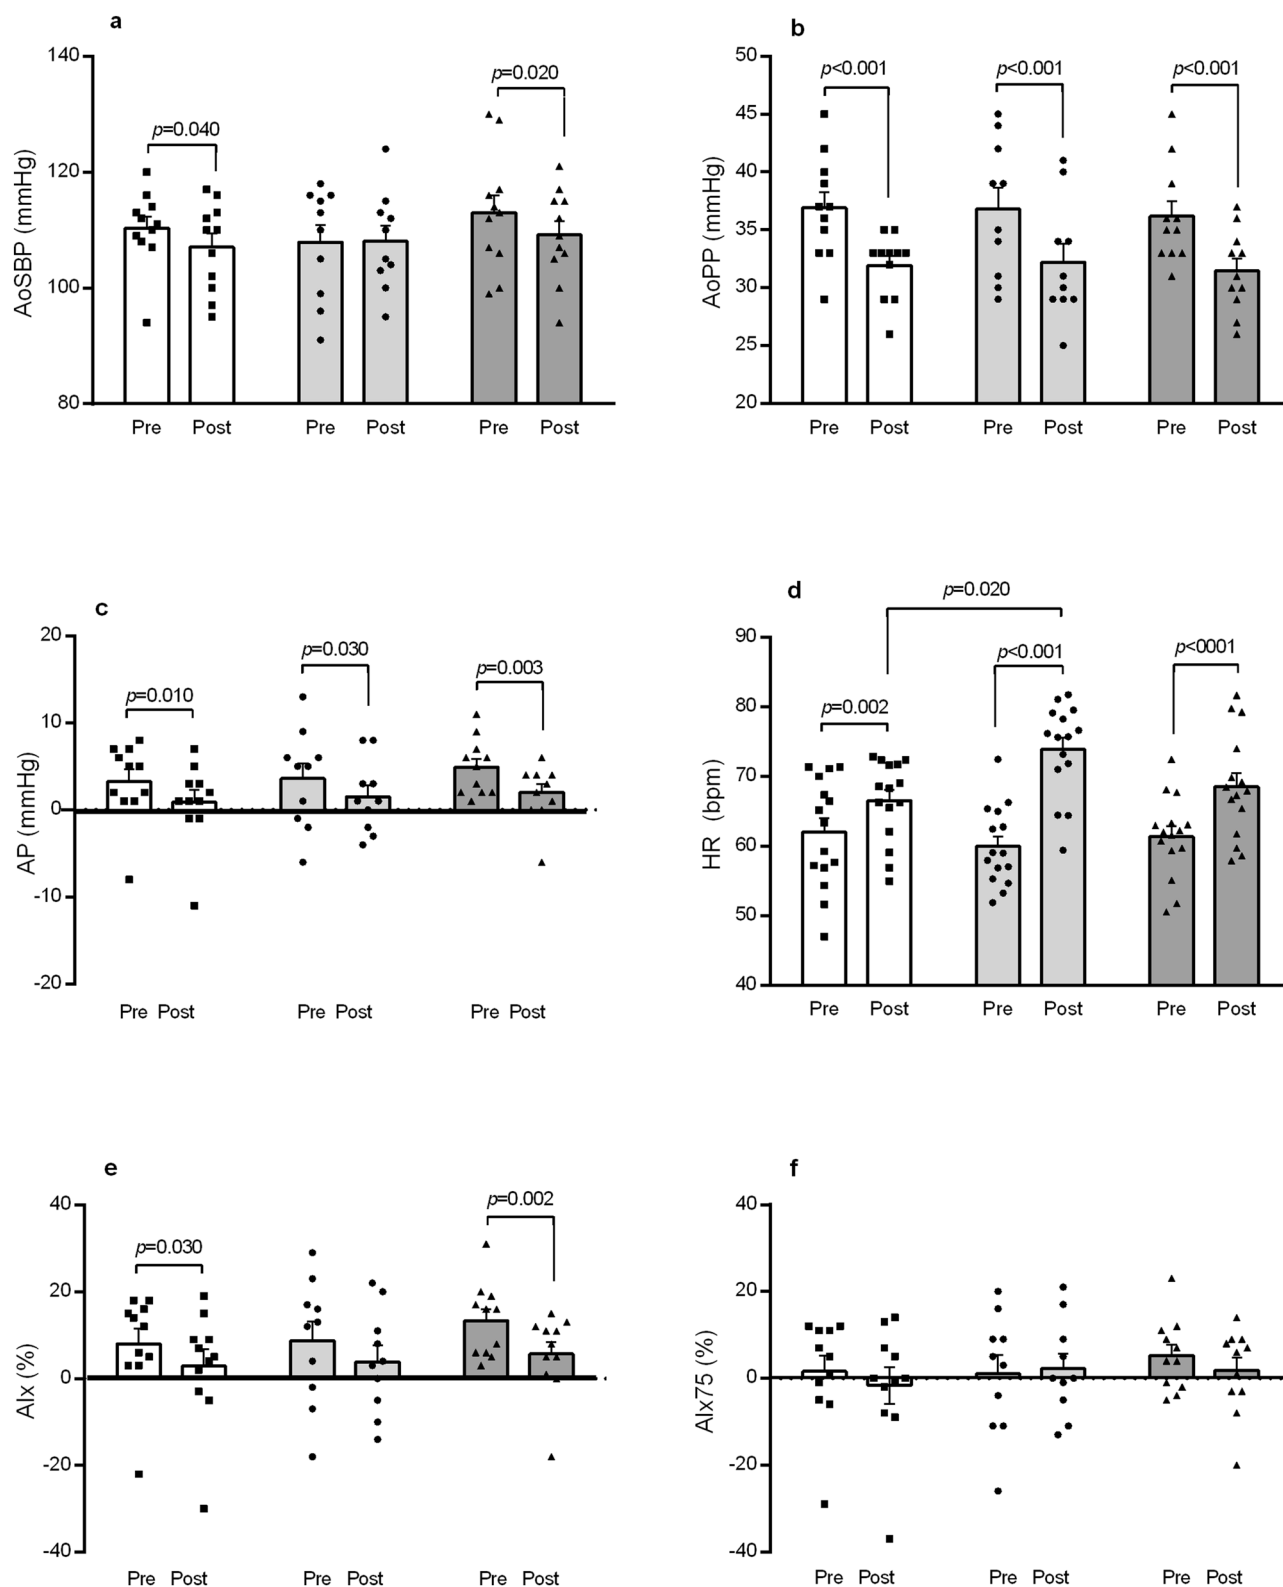 a
140
120
100
80
AoSBP (mmHg)
p=0.040
p=0.020
Pre Post Pre Post Pre Post
b
50
45
40
35
30
25
20
AoPP (mmHg)
p<0.001 p<0.001 p<0.001
Pre Post Pre Post Pre Post
c
20
10
0
-10
-20
AP (mmHg)
p=0.010
p=0.030
p=0.003
Pre Post Pre Post Pre Post
d
90
80
70
60
50
40
HR (bpm)
p=0.020
p=0.002
p<0.001
p<0001
Pre Post Pre Post Pre Post
e
40
20
0
-20
-40
AIx (%)
p=0.030
p=0.002
Pre Post Pre Post Pre Post
f
40
20
0
-20
-40
AIx75 (%)
Pre Post Pre Post Pre Post